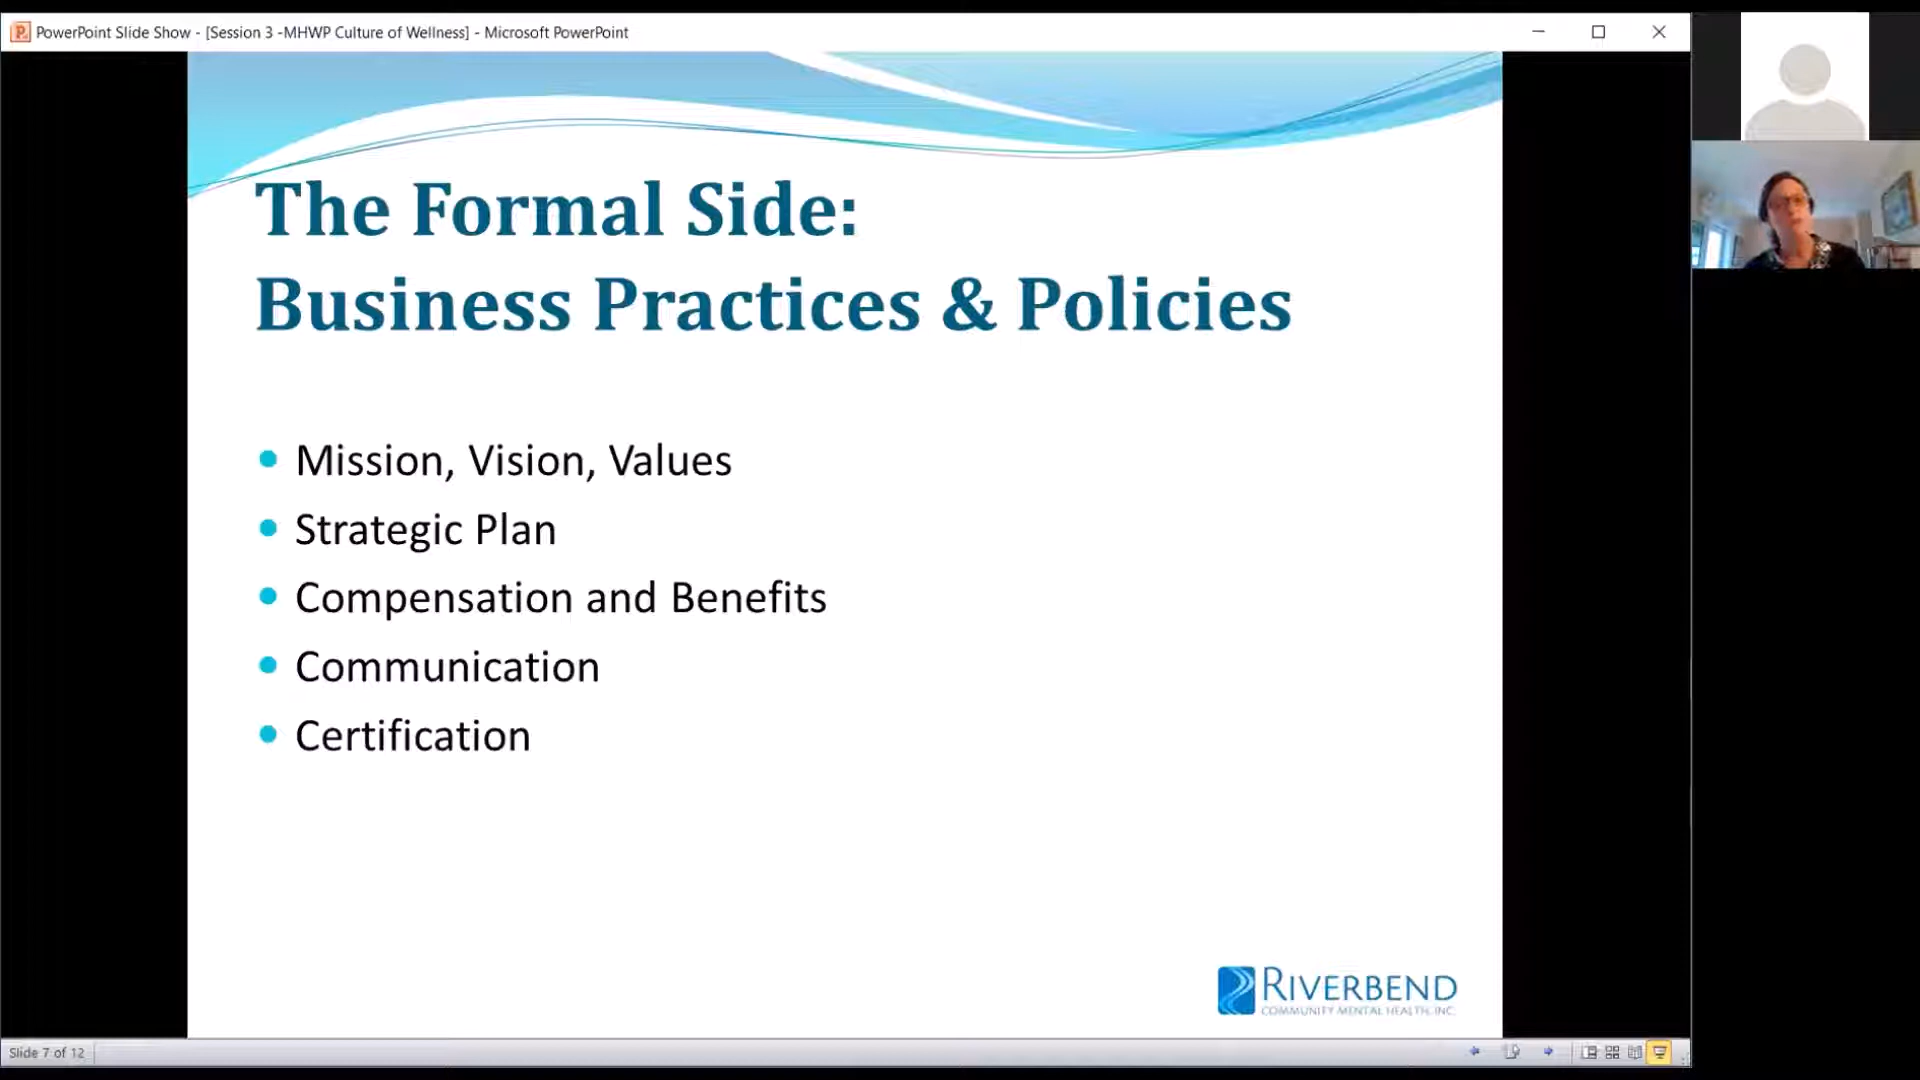 PowerPoint Slide Show - [Session 3 -MHWP Culture of Wellness] - Microsoft PowerPoint
The Formal Side:
Business Practices & Policies
Mission, Vision, Values
Strategic Plan
Compensation and Benefits
Communication
Certification
RIVERBEND
COMMUNITY MENTAL HEALTH, INC.
Slide 7 of 12